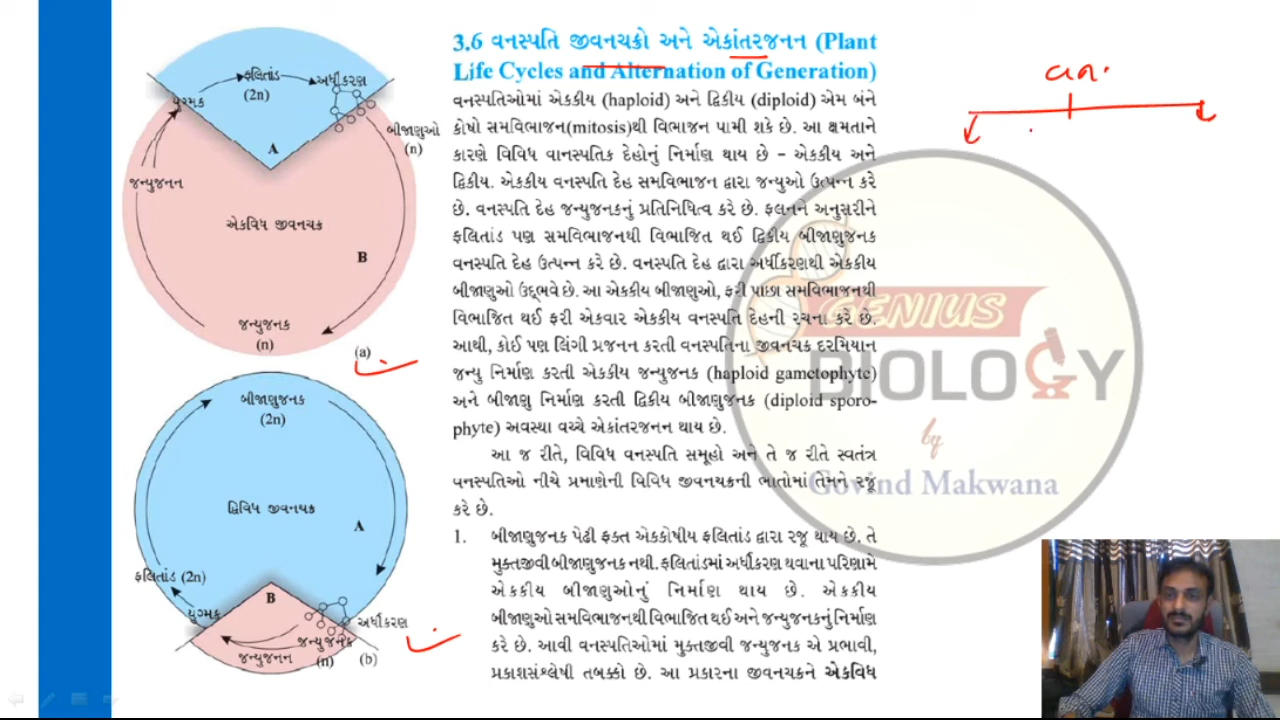 ફલિતાંડ
(2n)
અર્ધીકરણ
યુગ્મક
બીજાણુઓ
(n)
A
જન્યુજનન
એકવિધ જીવનચક્ર
B
જન્યુજનક
(n)
(a)
બીજાણુજનક
(2n)
દ્વિવિધ જીવનચક્ર
A
ફલિતાંડ (2n)
B
યુગ્મક
અર્ધીકરણ
જન્યુજનક
(n)
જન્યુજનન
(b)
3.6 વનસ્પતિ જીવનચક્રો અને એકાંતરજનન (Plant
Life Cycles and Alternation of Generation)
વનસ્પતિઓમાં એકકીય (haploid) અને દ્વિકીય (diploid) એમ બંને
કોષો સમવિભાજન(mitosis)થી વિભાજન પામી શકે છે. આ ક્ષમતાને
કારણે વિવિધ વાનસ્પતિક દેહોનું નિર્માણ થાય છે – એકકીય અને
દ્વિકીય. એકકીય વનસ્પતિ દેહ સમવિભાજન દ્વારા જન્યુઓ ઉત્પન્ન કરે
છે. વનસ્પતિ દેહ જન્યુજનકનું પ્રતિનિધિત્વ કરે છે. ફલનને અનુસરીને
ફલિતાંડ પણ સમવિભાજનથી વિભાજિત થઈ દ્વિકીય બીજાણુજનક
વનસ્પતિ દેહ ઉત્પન્ન કરે છે. વનસ્પતિ દેહ દ્વારા અર્ધીકરણથી એકકીય
બીજાણુઓ ઉદ્ભવે છે. આ એકકીય બીજાણુઓ, ફરી પાછા સમવિભાજનથી
વિભાજિત થઈ ફરી એકવાર એકકીય વનસ્પતિ દેહની રચના કરે છે.
આથી, કોઈ પણ લિંગી પ્રજનન કરતી વનસ્પતિના જીવનચક્ર દરમિયાન
જન્યુ નિર્માણ કરતી એકકીય જન્યુજનક (haploid gametophyte)
અને બીજાણુ નિર્માણ કરતી દ્વિકીય બીજાણુજનક (diploid sporo-
phyte) અવસ્થા વચ્ચે એકાંતરજનન થાય છે.
આ જ રીતે, વિવિધ વનસ્પતિ સમૂહો અને તે જ રીતે સ્વતંત્ર
વનસ્પતિઓ નીચે પ્રમાણેની વિવિધ જીવનચક્રની ભાતોમાં તેમને રજૂ
કરે છે.
1. બીજાણુજનક પેઢી ફક્ત એકકોષીય ફલિતાંડ દ્વારા રજૂ થાય છે. તે
મુક્તજીવી બીજાણુજનક નથી. ફલિતાંડમાં અર્ધીકરણ થવાના પરિણામે
એકકીય બીજાણુઓનું નિર્માણ થાય છે. એકકીય
બીજાણુઓ સમવિભાજનથી વિભાજિત થઈ અને જન્યુજનકનું નિર્માણ
કરે છે. આવી વનસ્પતિઓમાં મુક્તજીવી જન્યુજનક એ પ્રભાવી,
પ્રકાશસંશ્લેષી તબક્કો છે. આ પ્રકારના જીવનચક્રને એકવિધ
GENIUS
BIOLOGY
by
Govind Makwana